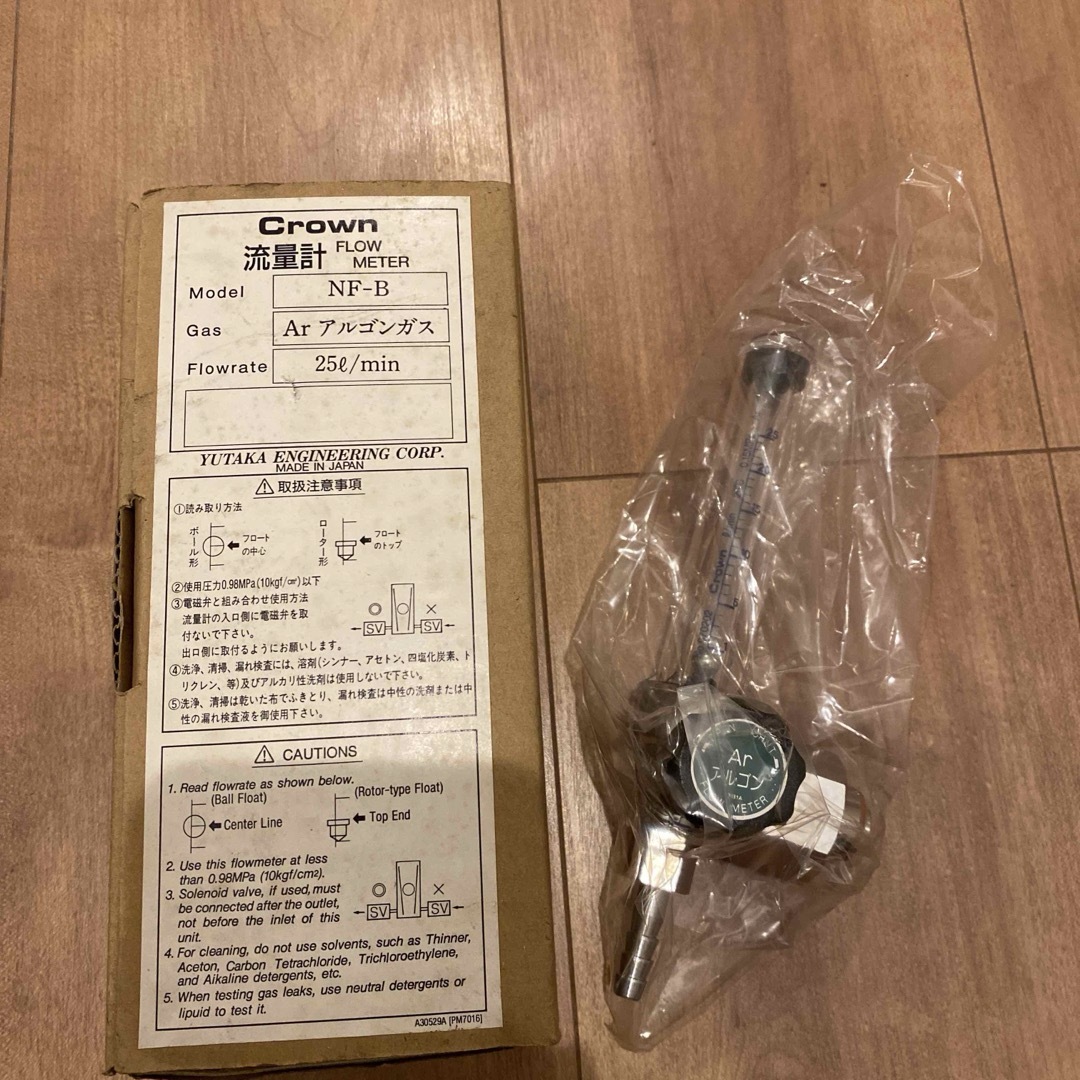 Crown
流量計 FLOW METER
Model NF-B
Gas Ar アルゴンガス
Flowrate 25ℓ/min
YUTAKA ENGINEERING CORP.
MADE IN JAPAN
⚠ 取扱注意事項
①読み取り方法
ボール形 フロートの中心
ローター形 フロートのトップ
②使用圧力0.98MPa(10kgf/c㎡)以下
③電磁弁と組み合わせ使用方法
流量計の入口側に電磁弁を取
付ないで下さい。
出口側に取付るようにお願いします。
○ ×
SV SV
④洗浄、清掃、漏れ検査には、溶剤(シンナー、アセトン、四塩化炭素、ト
リクレン、等)及びアルカリ性洗剤は使用しないで下さい。
⑤洗浄、清掃は乾いた布でふきとり、漏れ検査は中性の洗剤または中
性の漏れ検査液を御使用下さい。
⚠ CAUTIONS
1. Read flowrate as shown below.
(Ball Float) (Rotor-type Float)
Center Line Top End
2. Use this flowmeter at less
than 0.98MPa (10kgf/cm2).
3. Solenoid valve, if used, must
be connected after the outlet,
not before the inlet of this
unit.
○ ×
SV SV
4. For cleaning, do not use solvents, such as Thinner,
Aceton, Carbon Tetrachloride, Trichloroethylene,
and Aikaline detergents, etc.
5. When testing gas leaks, use neutral detergents or
lipuid to test it.
A30529A [PM7016]
Crown
Ar
アルゴン
METER